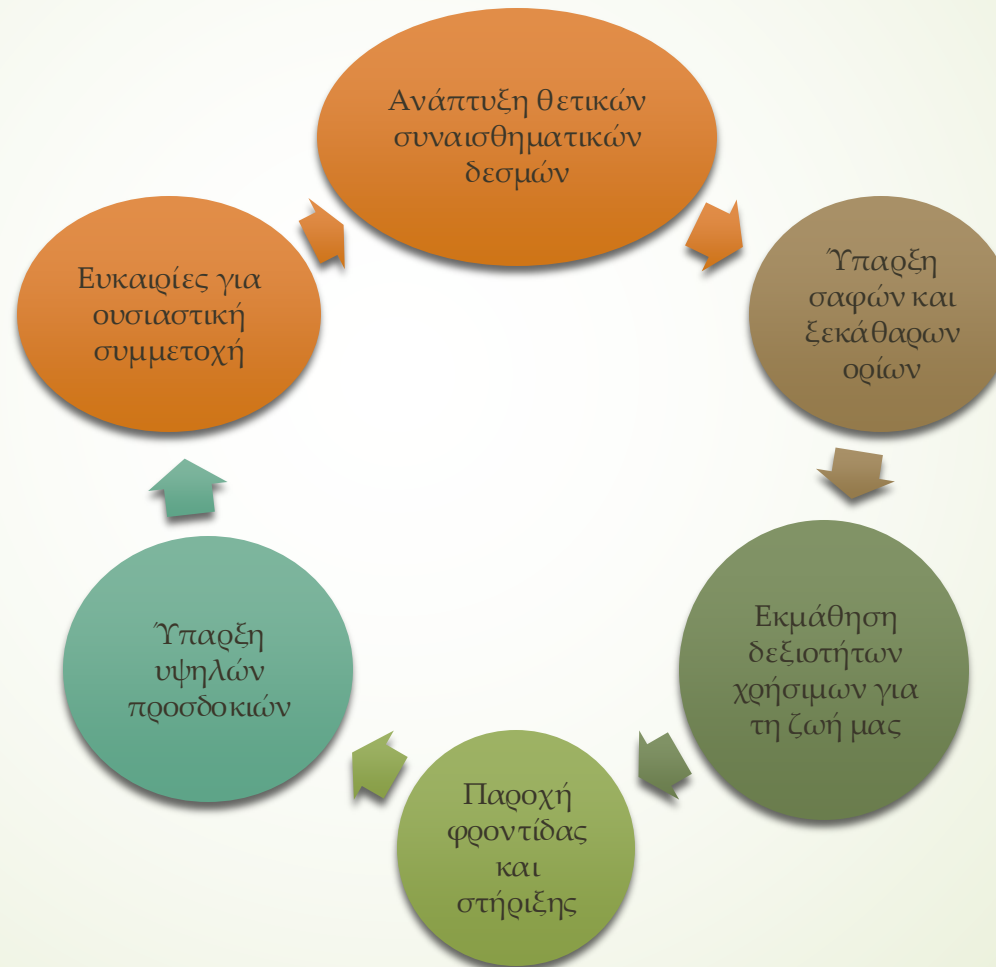 Ανάπτυξη θετικών
συναισθηματικών
δεσμών
Ύπαρξη
σαφών και
ξεκάθαρων
ορίων
Εκμάθηση
δεξιοτήτων
χρήσιμων για
τη ζωή μας
Παροχή
φροντίδας
και
στήριξης
Ύπαρξη
υψηλών
προσδοκιών
Ευκαιρίες για
ουσιαστική
συμμετοχή